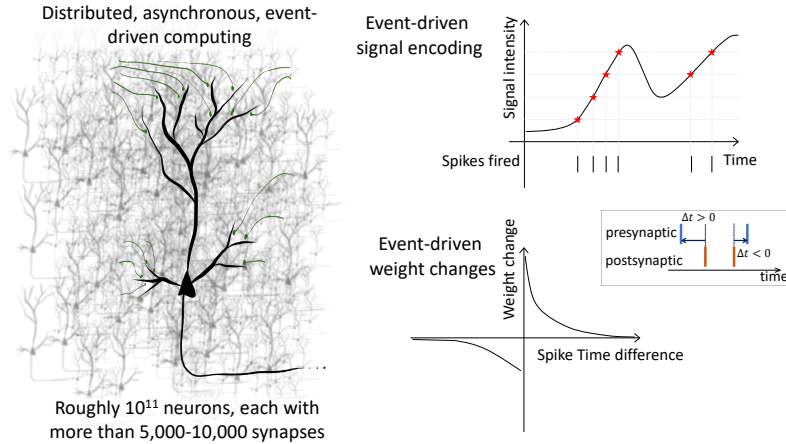 Distributed, asynchronous, event-
driven computing
Roughly 10¹¹ neurons, each with
more than 5,000-10,000 synapses
Event-driven
signal encoding
Signal intensity
Spikes fired
Time
Event-driven
weight changes
Weight change
Spike Time difference
Δt > 0
presynaptic
postsynaptic
Δt < 0
time